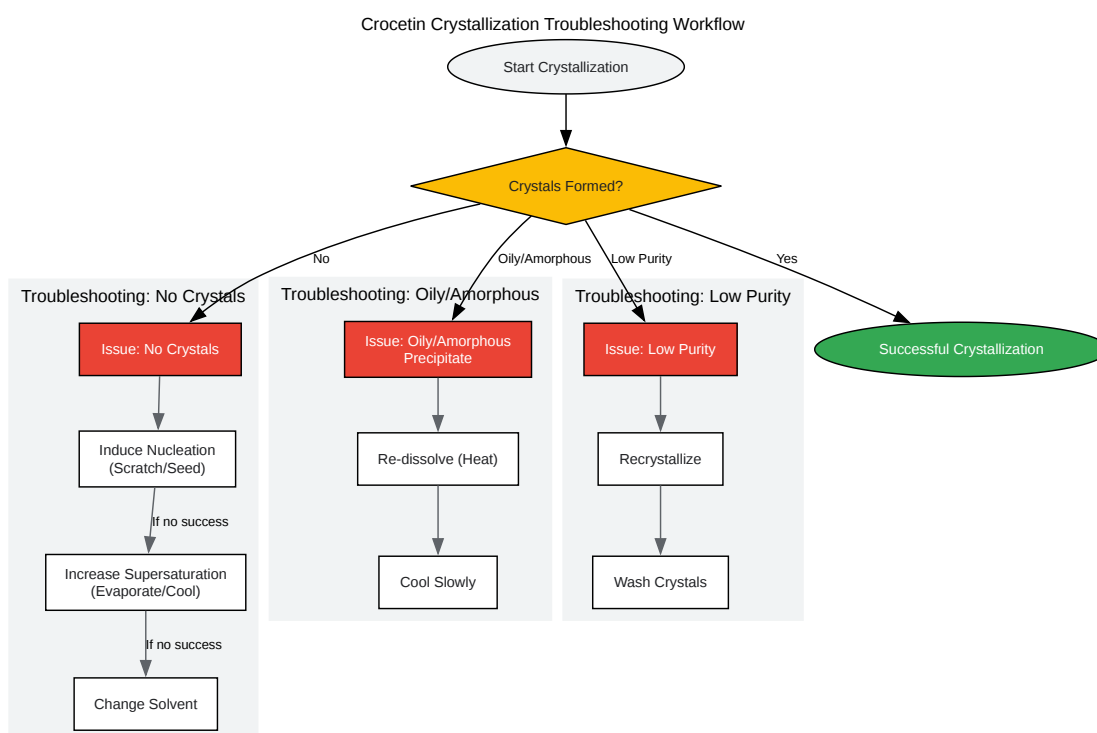 Crocetin Crystallization Troubleshooting Workflow
Start Crystallization
Crystals Formed?
No
Oily/Amorphous
Low Purity
Yes
Troubleshooting: No Crystals
Troubleshooting: Oily/Amorphous
Troubleshooting: Low Purity
Issue: No Crystals
Issue: Oily/Amorphous
Precipitate
Issue: Low Purity
Successful Crystallization
Induce Nucleation
(Scratch/Seed)
Re-dissolve (Heat)
Recrystallize
If no success
Increase Supersaturation
(Evaporate/Cool)
Cool Slowly
Wash Crystals
If no success
Change Solvent